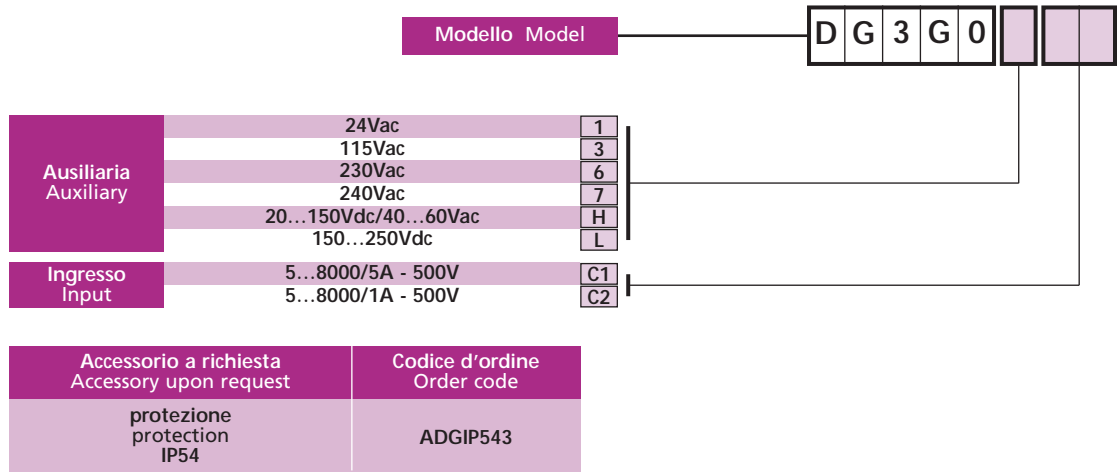 Modello Model
D G 3 G 0
Ausiliaria
Auxiliary
24Vac 1
115Vac 3
230Vac 6
240Vac 7
20...150Vdc/40...60Vac H
150...250Vdc L
Ingresso
Input
5...8000/5A - 500V C1
5...8000/1A - 500V C2
Accessorio a richiesta
Accessory upon request
Codice d'ordine
Order code
protezione
protection
IP54
ADGIP543